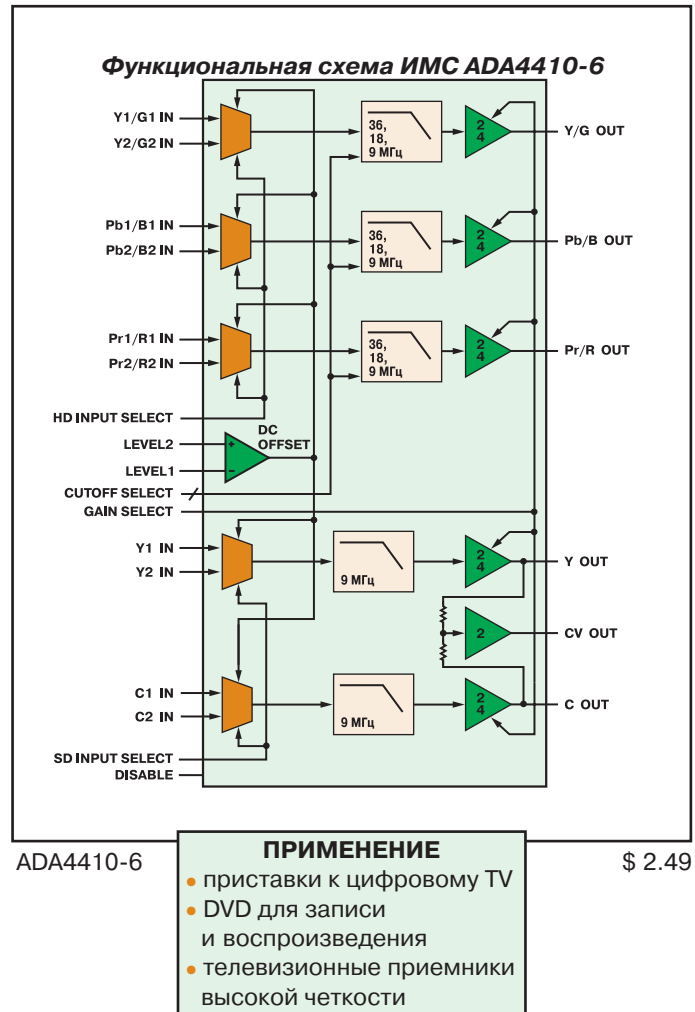 Функциональная схема ИМС ADA4410-6
Y1/G1 IN
Y2/G2 IN
36,
18,
9 МГц
2
4
Y/G OUT
Pb1/B1 IN
Pb2/B2 IN
36,
18,
9 МГц
2
4
Pb/B OUT
Pr1/R1 IN
Pr2/R2 IN
36,
18,
9 МГц
2
4
Pr/R OUT
HD INPUT SELECT
DC
OFFSET
LEVEL2
+
LEVEL1
–
CUTOFF SELECT
GAIN SELECT
Y1 IN
Y2 IN
9 МГц
2
4
Y OUT
2
CV OUT
C1 IN
C2 IN
9 МГц
2
4
C OUT
SD INPUT SELECT
DISABLE
ADA4410-6
$ 2.49
ПРИМЕНЕНИЕ
• приставки к цифровому TV
• DVD для записи
и воспроизведения
• телевизионные приемники
высокой четкости